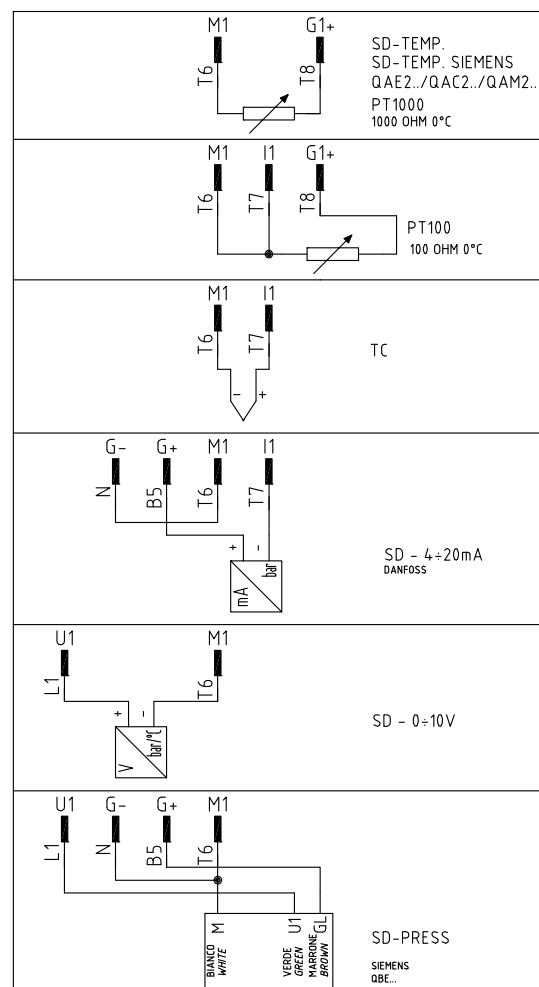 M1 G1+
T6 T8
SD-TEMP.
SD-TEMP. SIEMENS
QAE2../QAC2../QAM2..
PT1000
1000 OHM 0°C
M1 I1 G1+
T6 T7 T8
PT100
100 OHM 0°C
M1 I1
T6 T7
- +
TC
G- G+ M1 I1
N B5 T6 T7
+ -
mA bar
SD - 4÷20mA
DANFOSS
U1 M1
L1 T6
+ -
V bar/°C
SD - 0÷10V
U1 G- G+ M1
L1 N B5 T6
M U1 GL
BIANCO VERDE MARRONE
WHITE GREEN BROWN
SD-PRESS
SIEMENS
QBE...